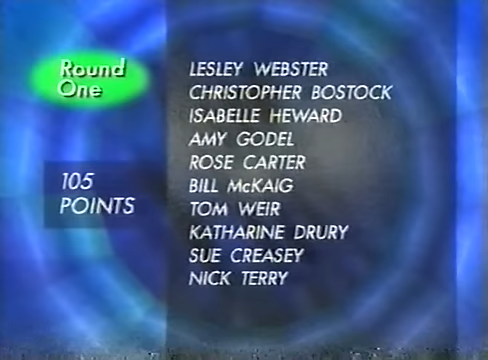 Round
One
105
POINTS
LESLEY WEBSTER
CHRISTOPHER BOSTOCK
ISABELLE HEWARD
AMY GODEL
ROSE CARTER
BILL McKAIG
TOM WEIR
KATHARINE DRURY
SUE CREASEY
NICK TERRY